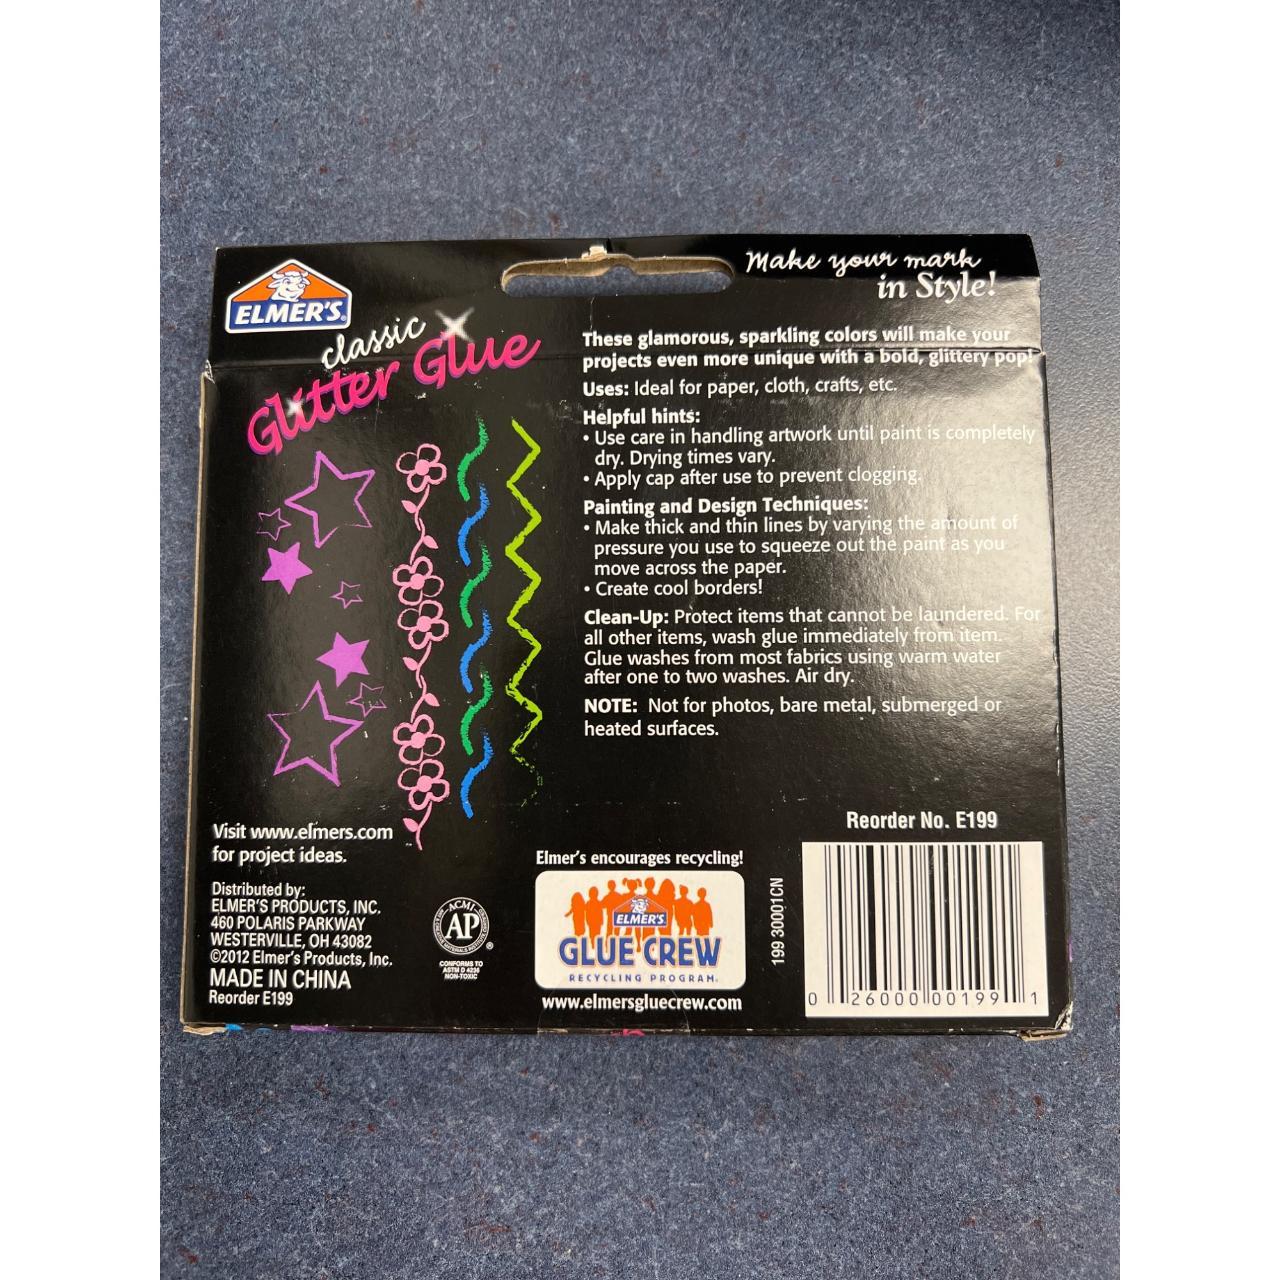 ELMER'S®
classic
Glitter Glue
Make your mark
in Style!
These glamorous, sparkling colors will make your
projects even more unique with a bold, glittery pop!
Uses: Ideal for paper, cloth, crafts, etc.
Helpful hints:
• Use care in handling artwork until paint is completely
dry. Drying times vary.
• Apply cap after use to prevent clogging.
Painting and Design Techniques:
• Make thick and thin lines by varying the amount of
pressure you use to squeeze out the paint as you
move across the paper.
• Create cool borders!
Clean-Up: Protect items that cannot be laundered. For
all other items, wash glue immediately from item.
Glue washes from most fabrics using warm water
after one to two washes. Air dry.
NOTE: Not for photos, bare metal, submerged or
heated surfaces.
Visit www.elmers.com
for project ideas.
Distributed by:
ELMER'S PRODUCTS, INC.
460 POLARIS PARKWAY
WESTERVILLE, OH 43082
©2012 Elmer's Products, Inc.
MADE IN CHINA
Reorder E199
ACMI
AP
®
CONFORMS TO
ASTM D 4236
NON-TOXIC
Elmer's encourages recycling!
ELMER'S
GLUE CREW
RECYCLING PROGRAM
www.elmersgluecrew.com
199 30001CN
Reorder No. E199
0 26000 00199 1